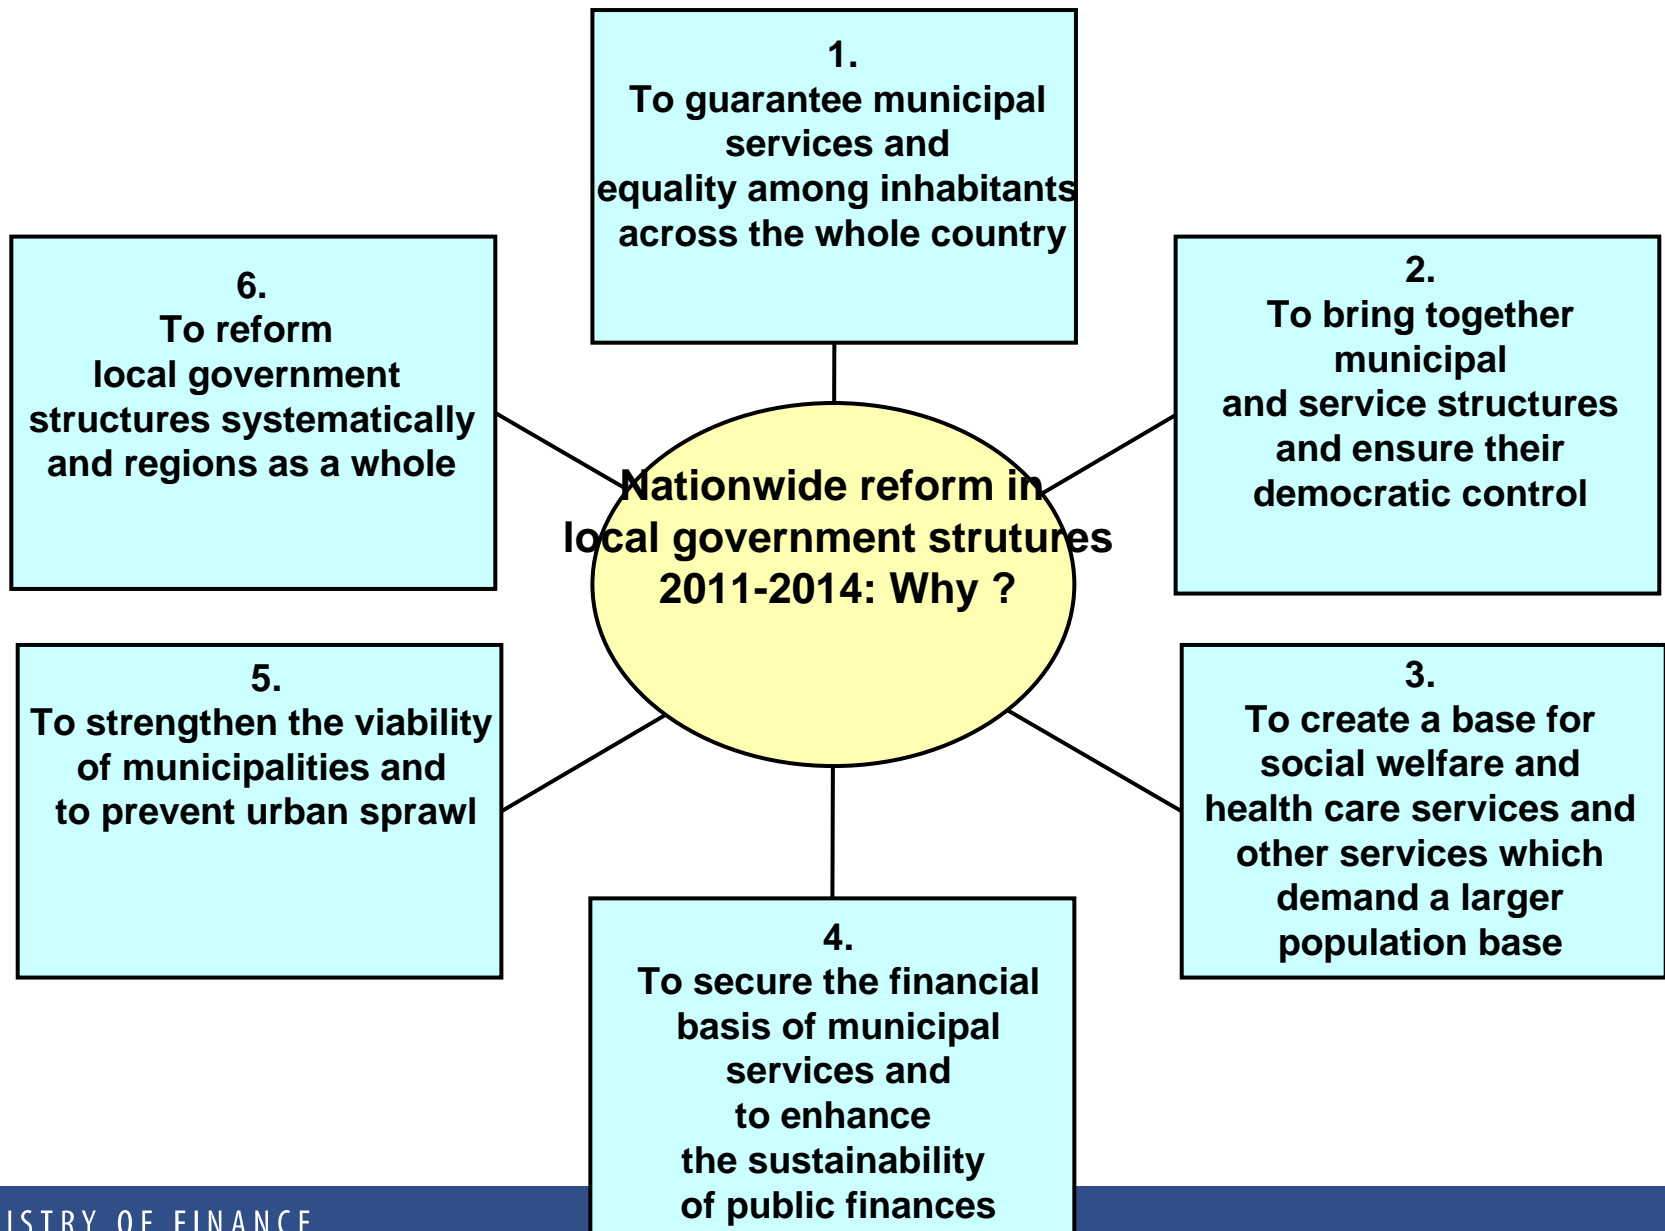 1.
To guarantee municipal
services and
equality among inhabitants
across the whole country
2.
To bring together
municipal
and service structures
and ensure their
democratic control
3.
To create a base for
social welfare and
health care services and
other services which
demand a larger
population base
4.
To secure the financial
basis of municipal
services and
to enhance
the sustainability
of public finances
5.
To strengthen the viability
of municipalities and
to prevent urban sprawl
6.
To reform
local government
structures systematically
and regions as a whole
Nationwide reform in
local government strutures
2011-2014: Why ?
ISTRY OF FINANCE